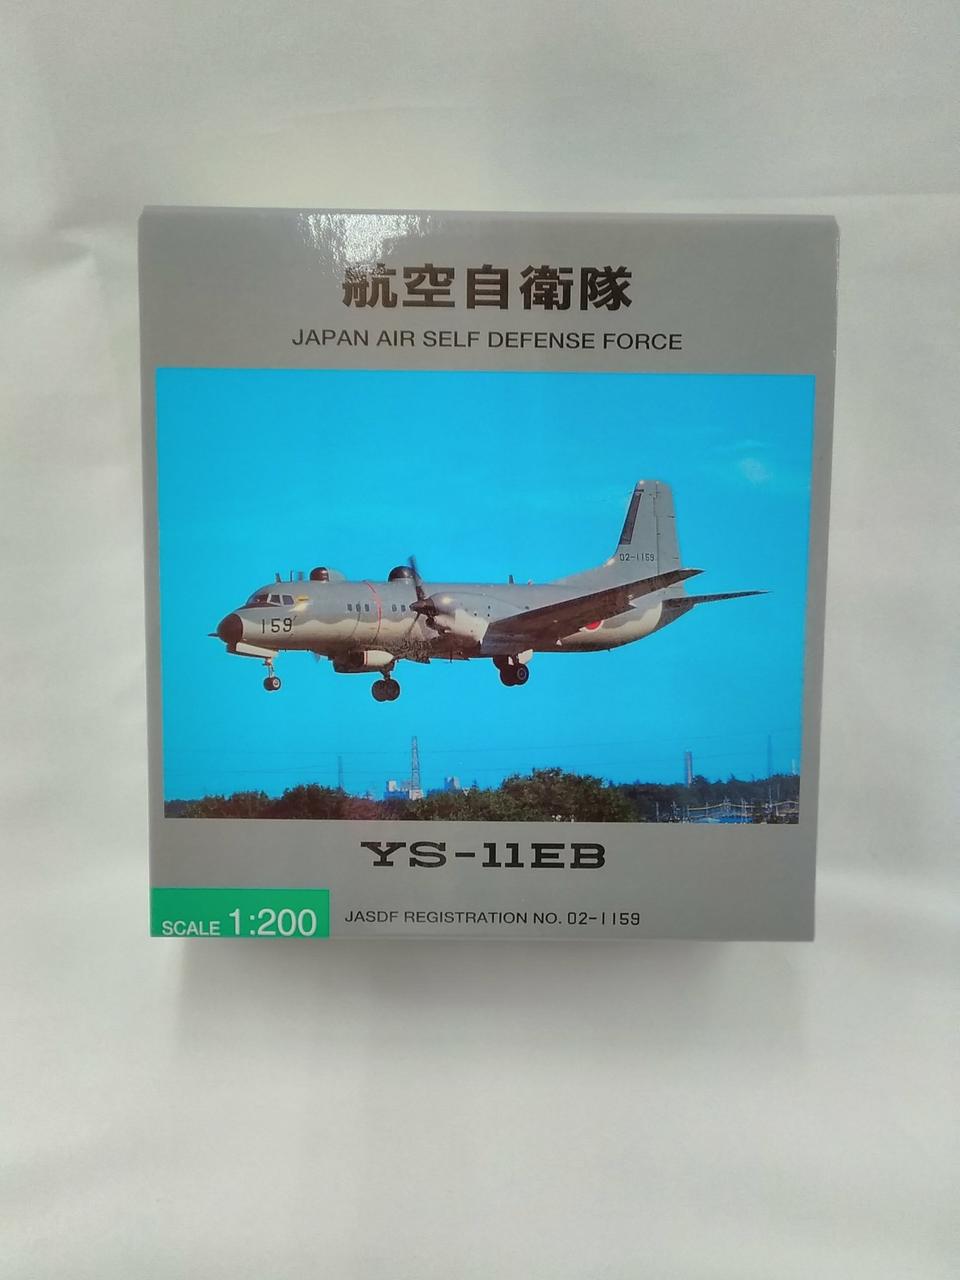 航空自衛隊
JAPAN AIR SELF DEFENSE FORCE
02-1159
159
YS-11EB
SCALE 1:200
JASDF REGISTRATION NO. 02-1159